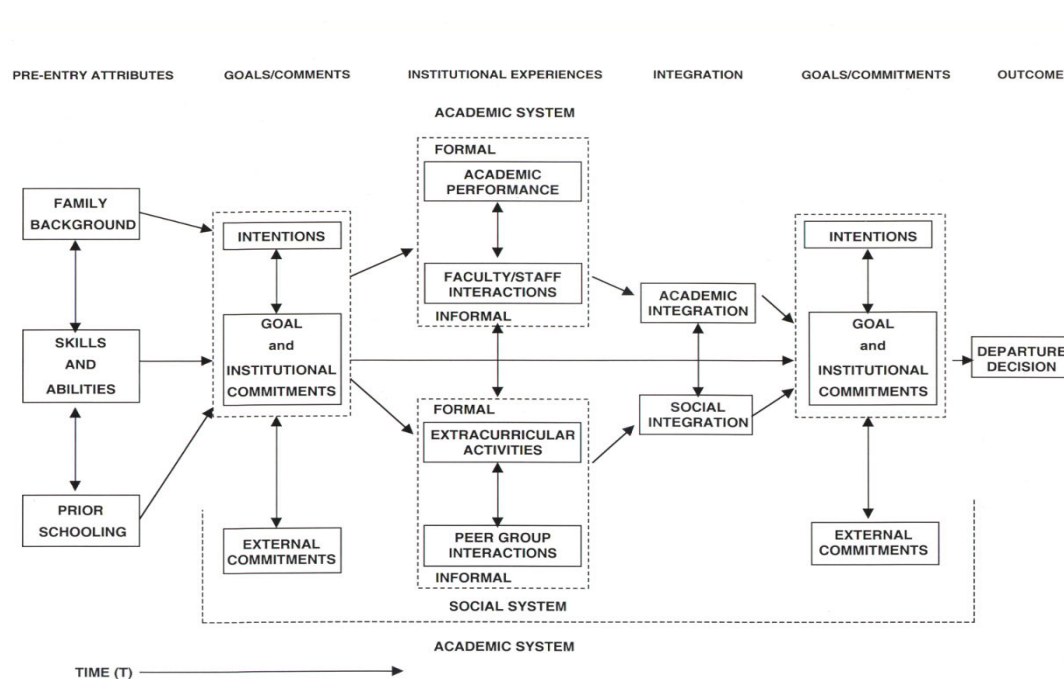 PRE-ENTRY ATTRIBUTES
GOALS/COMMENTS
INSTITUTIONAL EXPERIENCES
INTEGRATION
GOALS/COMMITMENTS
OUTCOME
ACADEMIC SYSTEM
FORMAL
ACADEMIC
PERFORMANCE
FACULTY/STAFF
INTERACTIONS
INFORMAL
FAMILY
BACKGROUND
SKILLS
AND
ABILITIES
PRIOR
SCHOOLING
INTENTIONS
GOAL
and
INSTITUTIONAL
COMMITMENTS
EXTERNAL
COMMITMENTS
FORMAL
EXTRACURRICULAR
ACTIVITIES
PEER GROUP
INTERACTIONS
INFORMAL
SOCIAL SYSTEM
ACADEMIC
INTEGRATION
SOCIAL
INTEGRATION
INTENTIONS
GOAL
and
INSTITUTIONAL
COMMITMENTS
EXTERNAL
COMMITMENTS
DEPARTURE
DECISION
ACADEMIC SYSTEM
TIME (T)